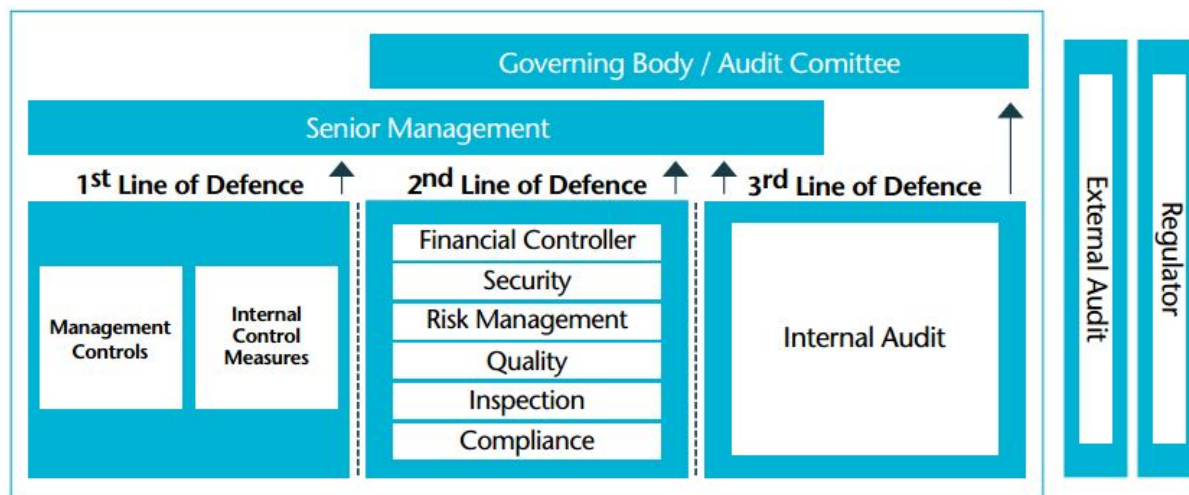 Governing Body / Audit Comittee
Senior Management
1st Line of Defence
2nd Line of Defence
3rd Line of Defence
Management
Controls
Internal
Control
Measures
Financial Controller
Security
Risk Management
Quality
Inspection
Compliance
Internal Audit
External Audit
Regulator